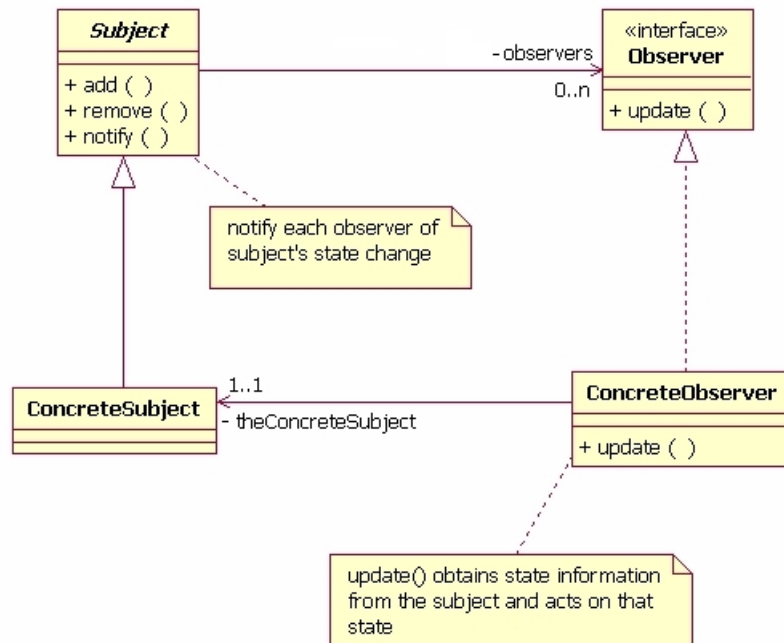 Subject
+ add ( )
+ remove ( )
+ notify ( )
- observers
0..n
«interface»
Observer
+ update ( )
notify each observer of
subject's state change
ConcreteSubject
1..1
- theConcreteSubject
ConcreteObserver
+ update ( )
update() obtains state information
from the subject and acts on that
state